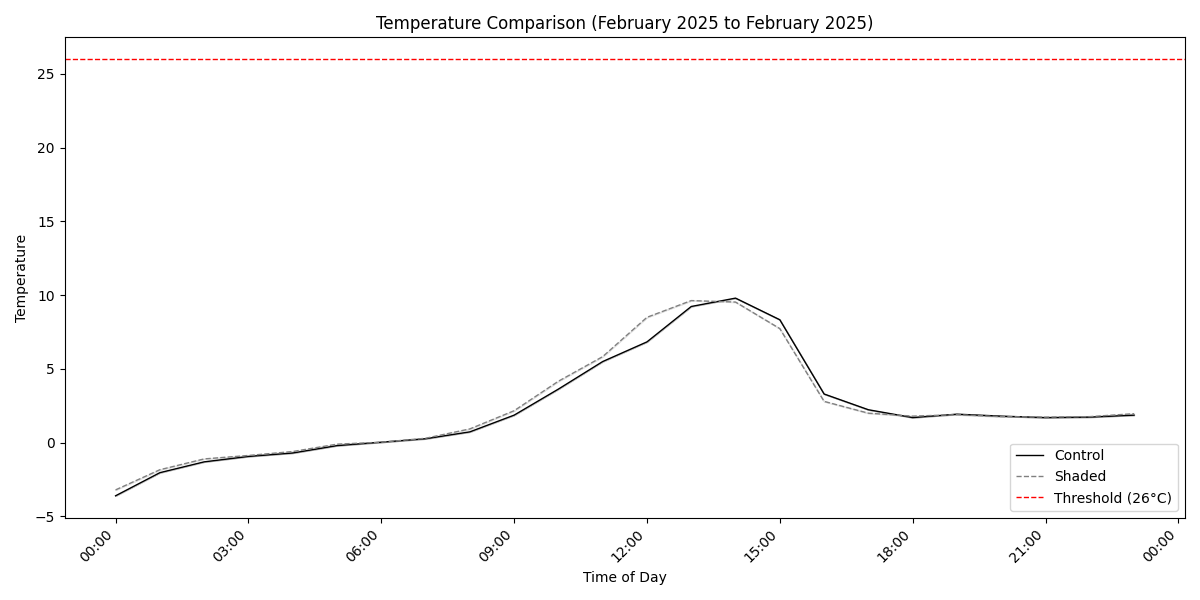 Temperature Comparison (February 2025 to February 2025)
25
20
15
10
5
0
−5
Temperature
Control
Shaded
Threshold (26°C)
00:00
03:00
06:00
09:00
12:00
15:00
18:00
21:00
00:00
Time of Day